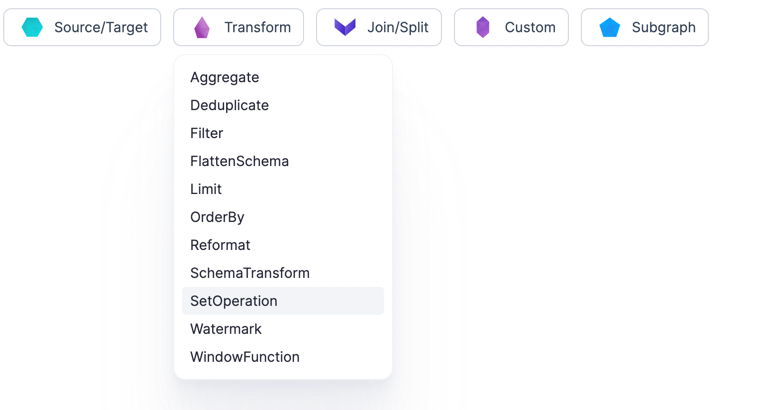 Source/Target Transform Join/Split Custom Subgraph
Aggregate
Deduplicate
Filter
FlattenSchema
Limit
OrderBy
Reformat
SchemaTransform
SetOperation
Watermark
WindowFunction